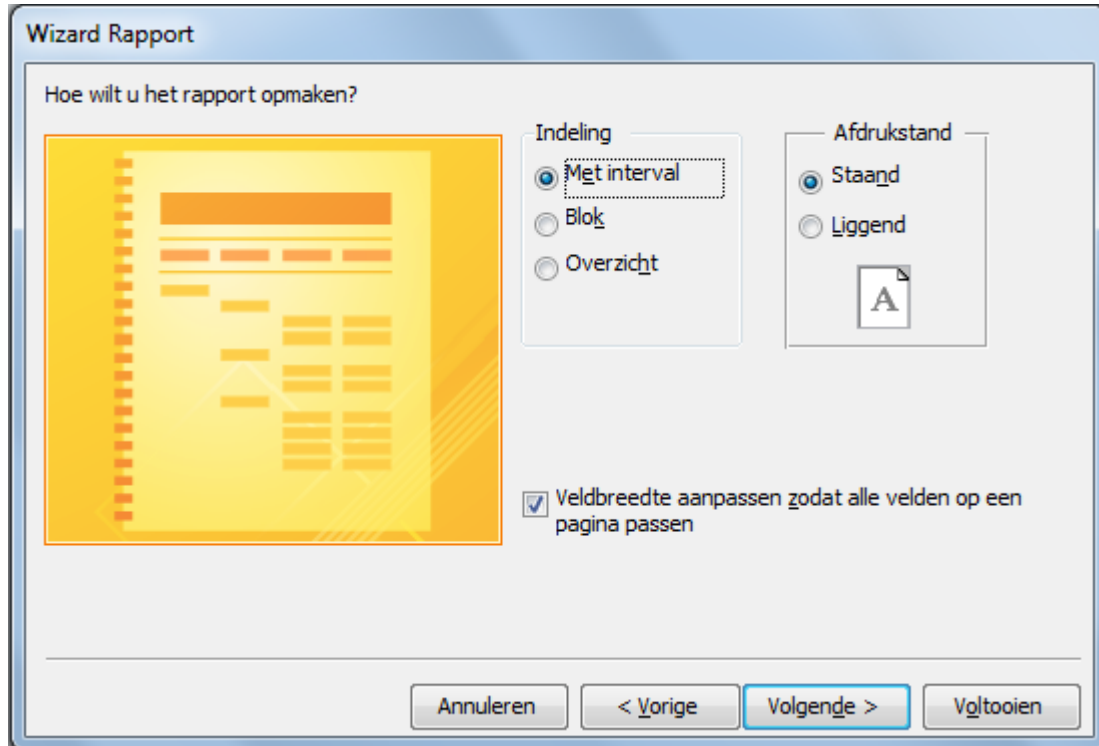 Wizard Rapport
Hoe wilt u het rapport opmaken?
Indeling
Met interval
Blok
Overzicht
Afdrukstand
Staand
Liggend
A
Veldbreedte aanpassen zodat alle velden op een
pagina passen
Annuleren
< Vorige
Volgende >
Voltooien